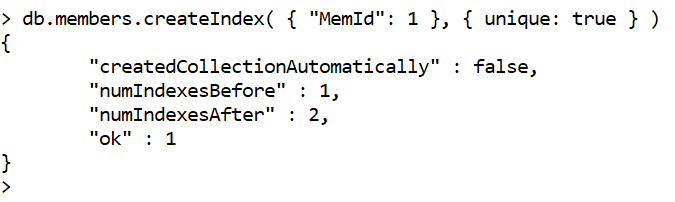 > db.members.createIndex( { "MemId": 1 }, { unique: true } )
{
        "createdCollectionAutomatically" : false,
        "numIndexesBefore" : 1,
        "numIndexesAfter" : 2,
        "ok" : 1
}
>